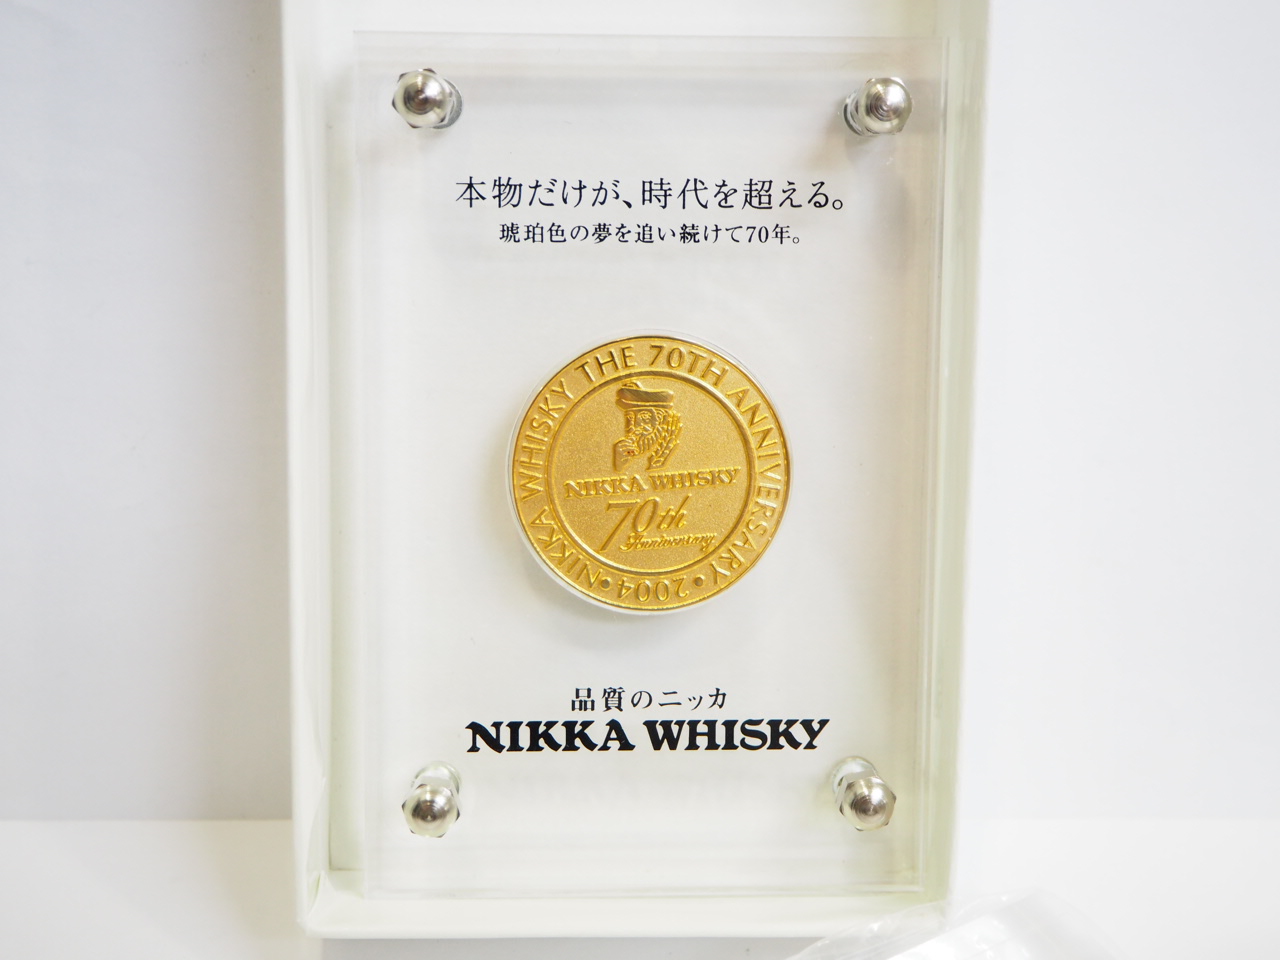 本物だけが、時代を超える。
琥珀色の夢を追い続けて70年。
NIKKA WHISKY THE 70TH ANNIVERSARY・2004・
NIKKA WHISKY
70th
Anniversary
品質のニッカ
NIKKA WHISKY